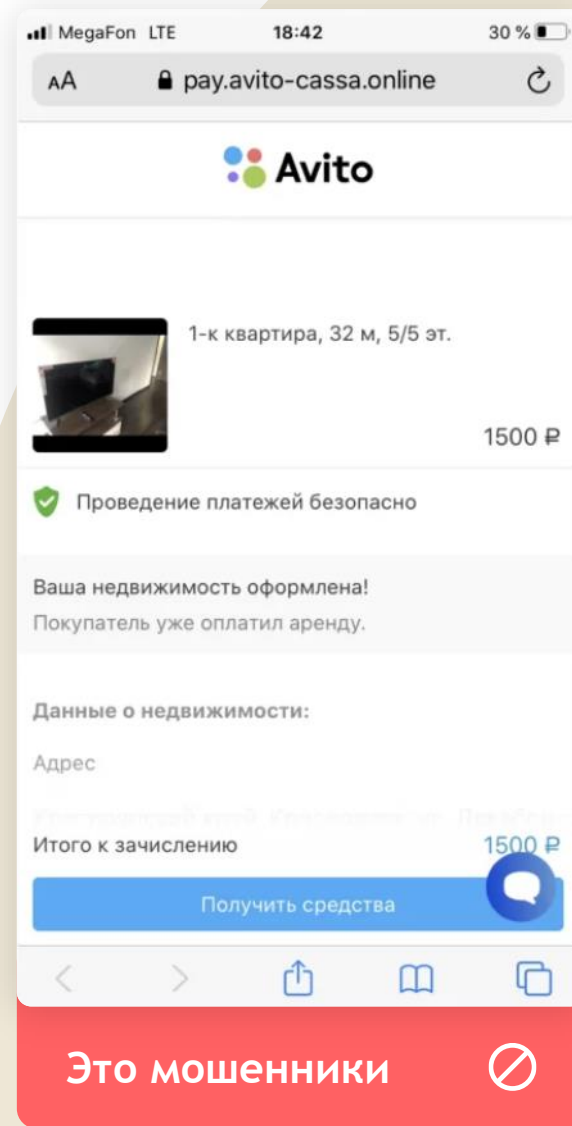 MegaFon LTE 18:42 30 %
AA pay.avito-cassa.online
Avito
1-к квартира, 32 м, 5/5 эт.
1500 ₽
Проведение платежей безопасно
Ваша недвижимость оформлена!
Покупатель уже оплатил аренду.
Данные о недвижимости:
Адрес
Итого к зачислению 1500 ₽
Получить средства
Это мошенники